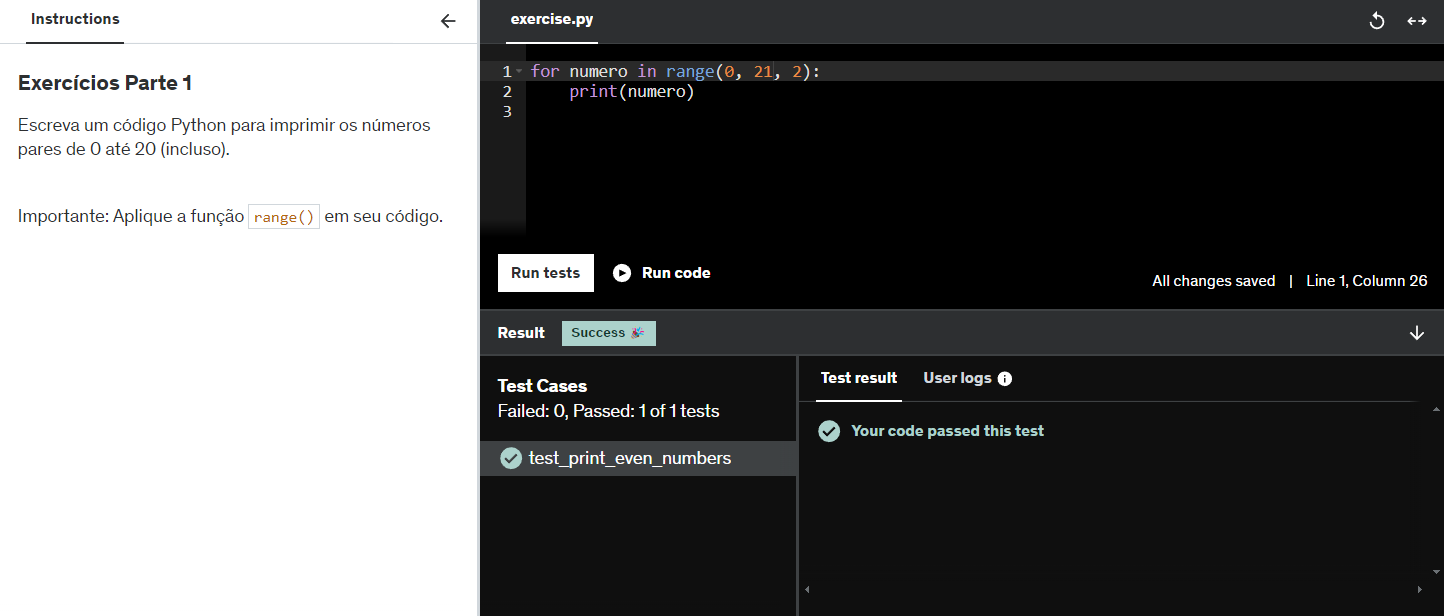 Instructions
Exercícios Parte 1
Escreva um código Python para imprimir os números
pares de 0 até 20 (incluso).
Importante: Aplique a função range() em seu código.
exercise.py
1 for numero in range(0, 21, 2):
2     print(numero)
3
Run tests
Run code
All changes saved | Line 1, Column 26
Result
Success 🎉
Test Cases
Failed: 0, Passed: 1 of 1 tests
test_print_even_numbers
Test result
User logs
Your code passed this test